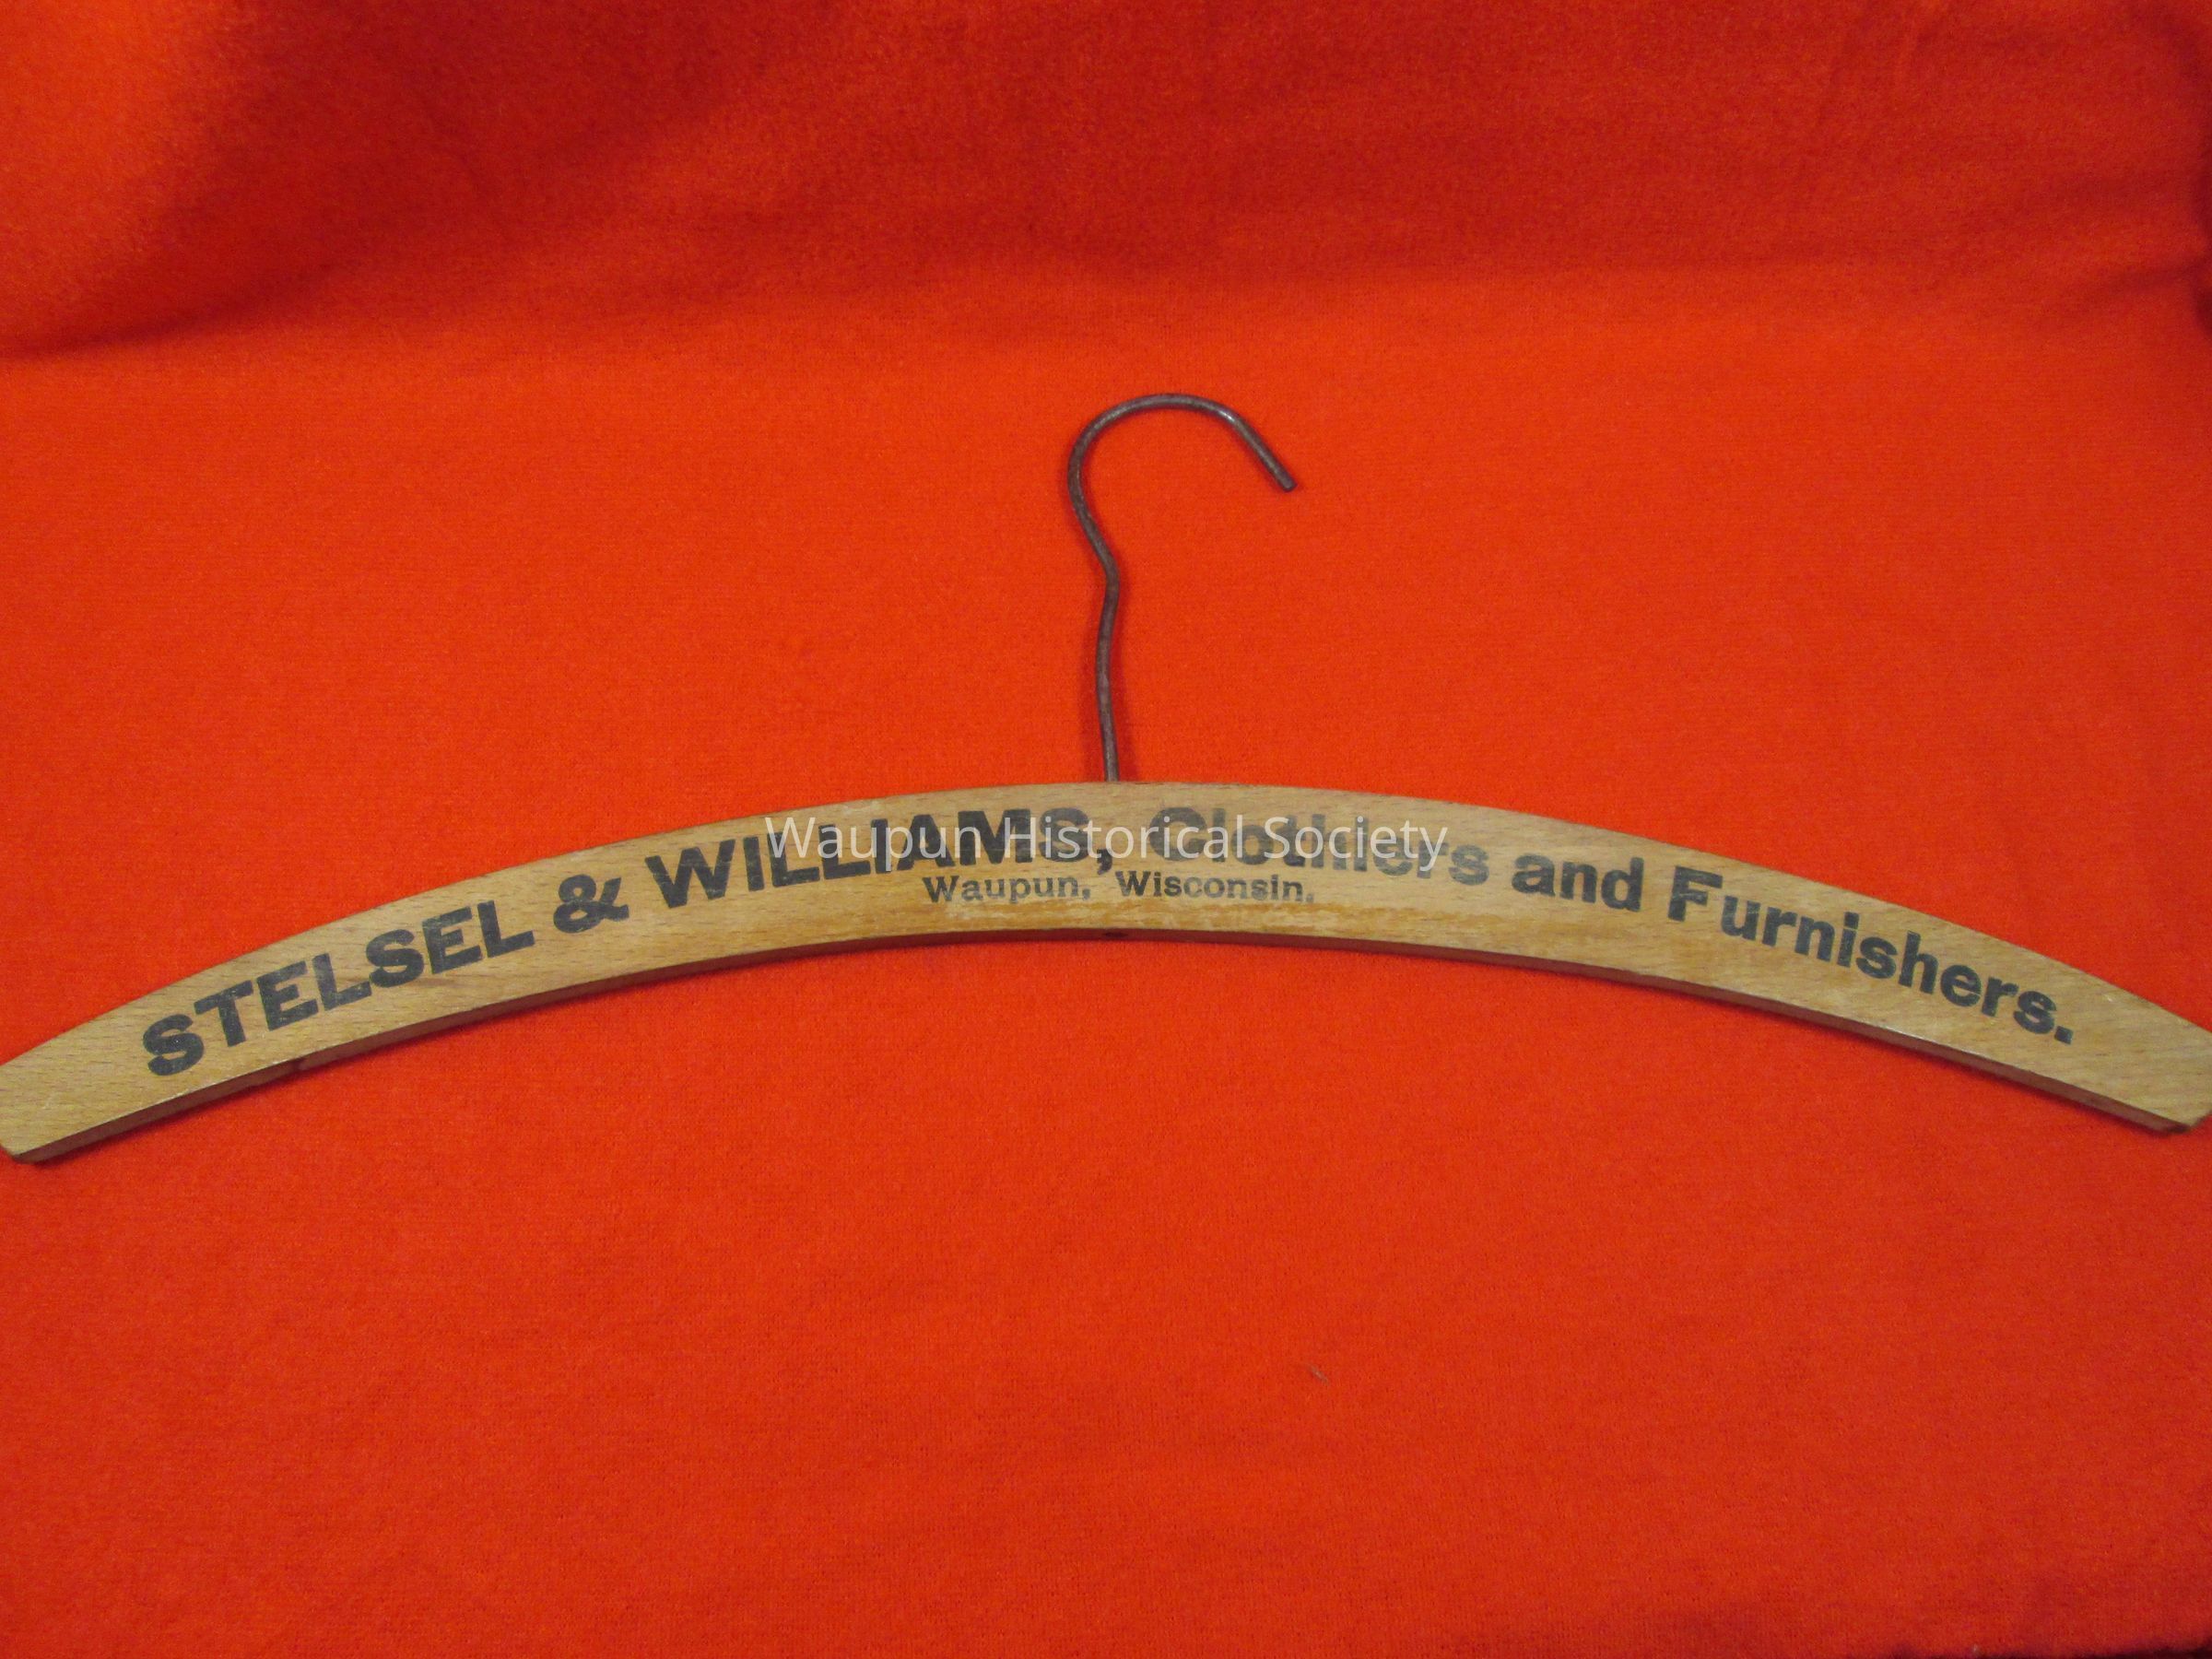 STELSEL & WILLIAMS, Clothiers and Furnishers.
Waupun, Wisconsin.
Waupun Historical Society